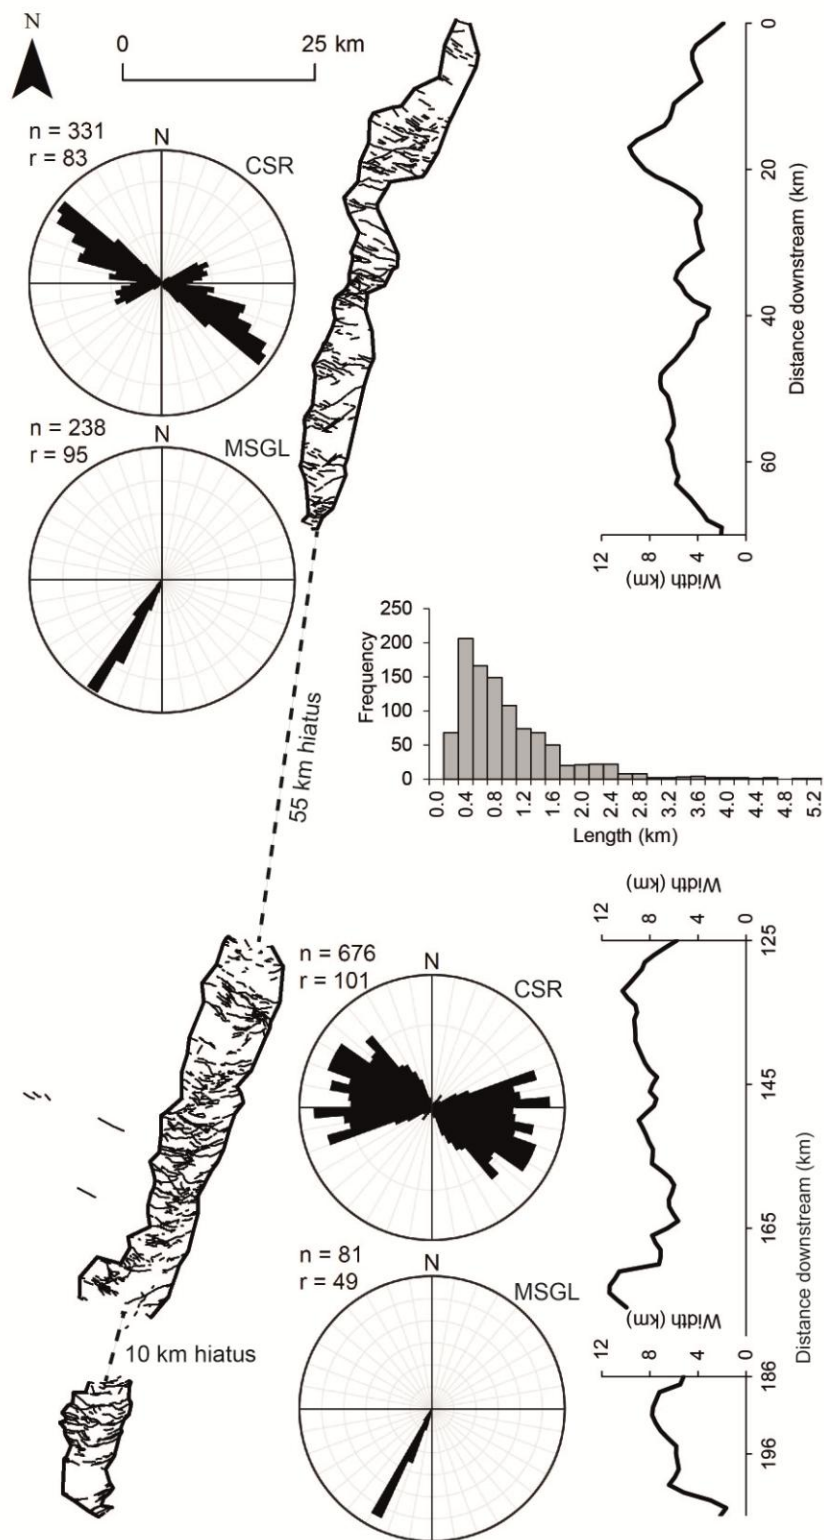 N
0 25 km
n = 331
r = 83
N
CSR
n = 238
r = 95
N
MSGL
0
20
40
60
Distance downstream (km)
12 8 4 0
Width (km)
55 km hiatus
250
200
150
100
50
0
Frequency
0.0 0.4 0.8 1.2 1.6 2.0 2.4 2.8 3.2 3.6 4.0 4.4 4.8 5.2
Length (km)
Width (km)
12 8 4 0
125
145
165
Distance downstream (km)
n = 676
r = 101
N
CSR
n = 81
r = 49
N
MSGL
10 km hiatus
Width (km)
12 8 4 0
186
196